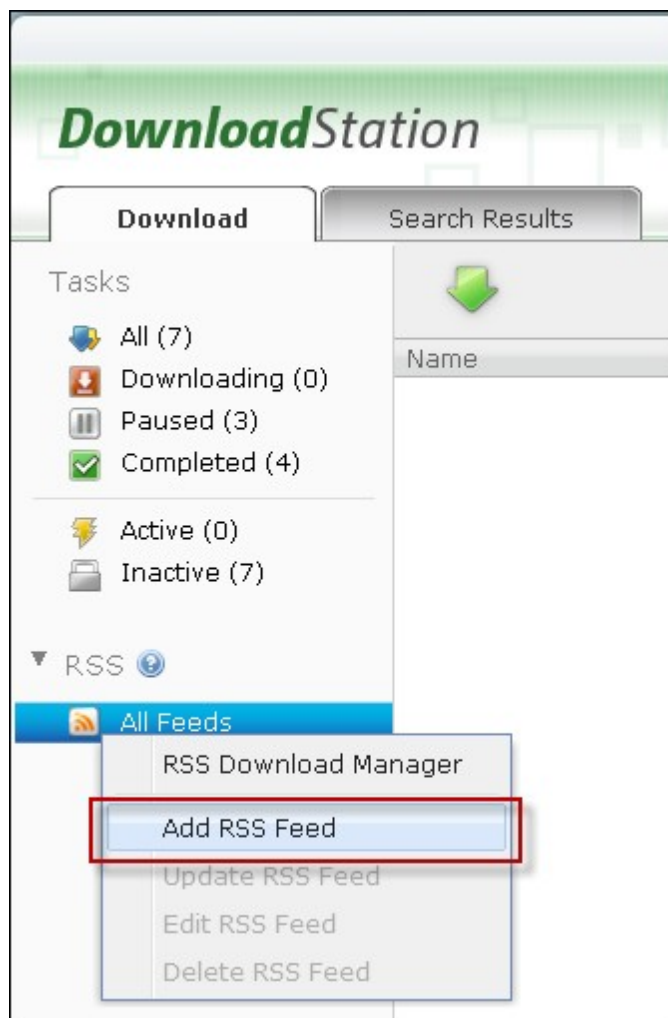 DownloadStation
Download
Search Results
Tasks
All (7)
Downloading (0)
Paused (3)
Completed (4)
Name
Active (0)
Inactive (7)
RSS
All Feeds
RSS Download Manager
Add RSS Feed
Update RSS Feed
Edit RSS Feed
Delete RSS Feed